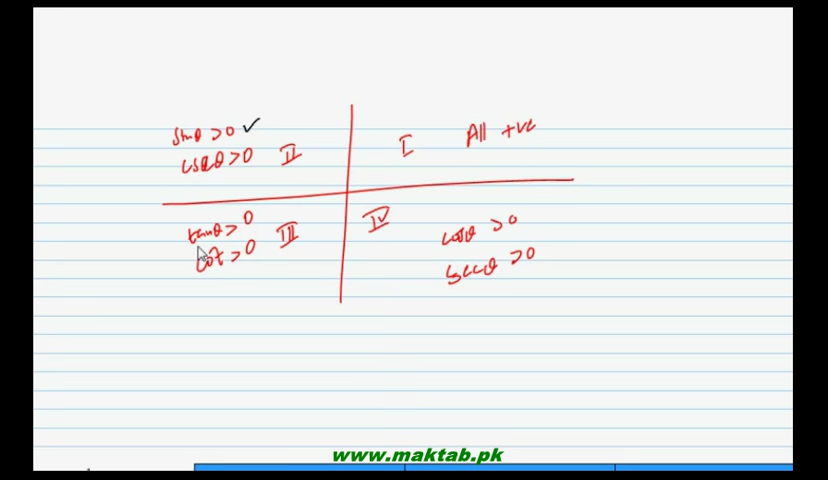 sinθ >0 ✓
cscθ >0 II
I All +ve
tanθ > 0
cot > 0 III
IV
cosθ >0
secθ >0
www.maktab.pk